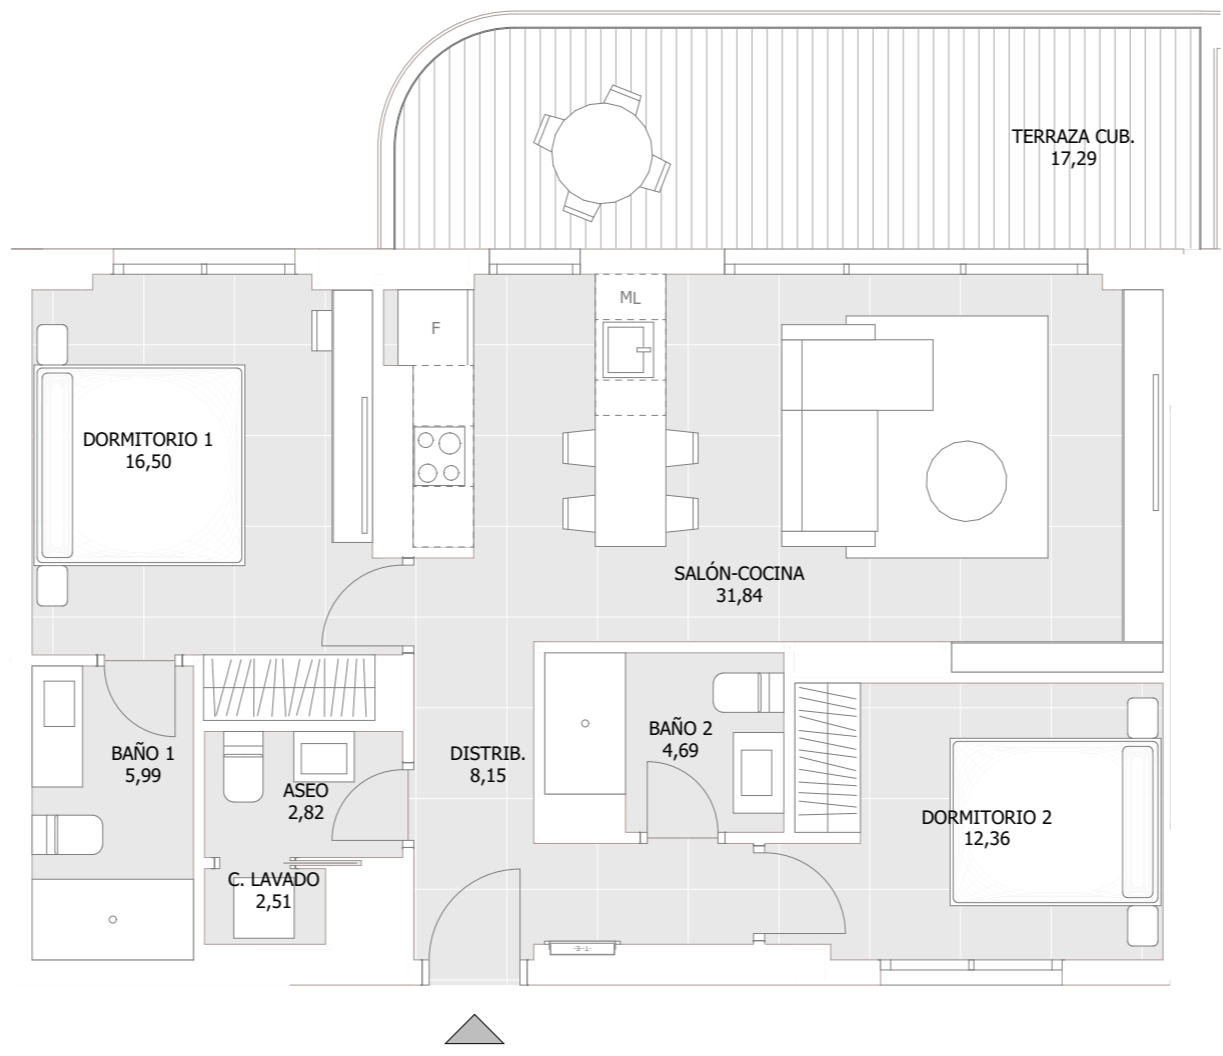 TERRAZA CUB.
17,29
ML
F
DORMITORIO 1
16,50
SALÓN-COCINA
31,84
BAÑO 1
5,99
ASEO
2,82
DISTRIB.
8,15
BAÑO 2
4,69
DORMITORIO 2
12,36
C. LAVADO
2,51